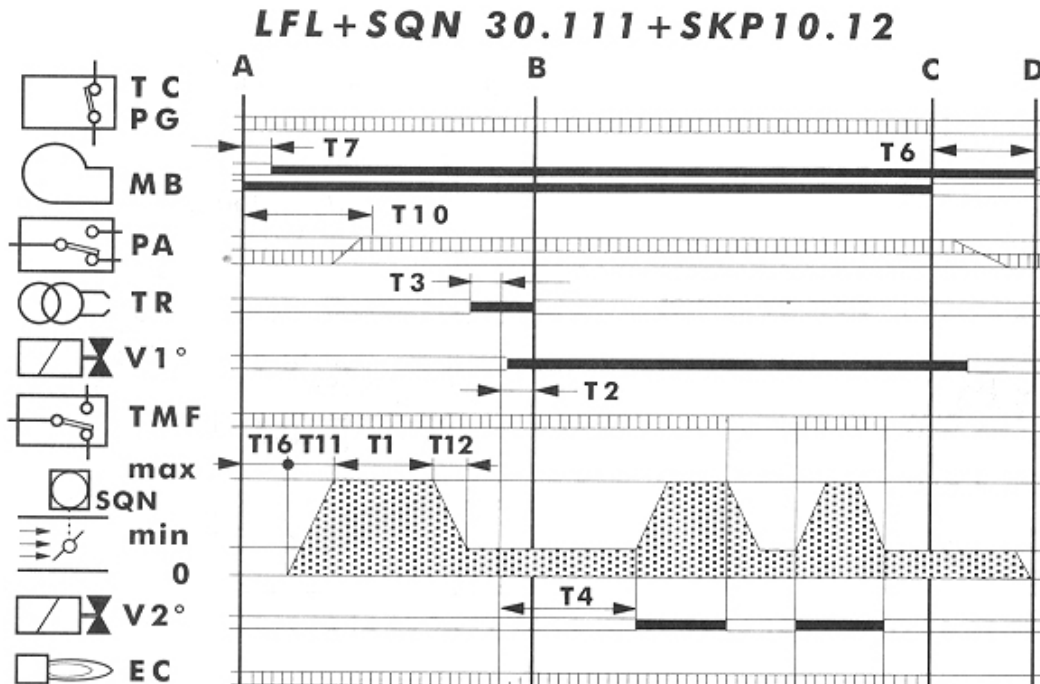 LFL+SQN 30.111+SKP10.12
A B C D
TC
PG
T7 T6
MB
T10
PA
T3
TR
V1°
T2
TMF
T16 T11 T1 T12
max
SQN
min
0
T4
V2°
EC